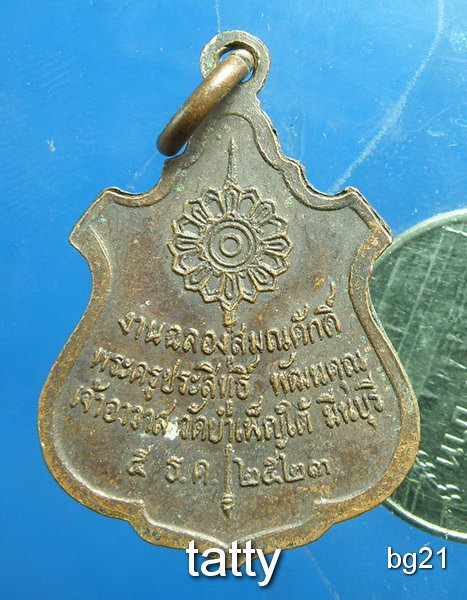 งานฉลองสมณศักดิ์
พระครูประสิทธิ์ พัฒนคุณ
เจ้าอาวาส วัดบำเพ็ญใต้ มีนบุรี
๕ ธ.ค. ๒๕๒๓
tatty
bg21